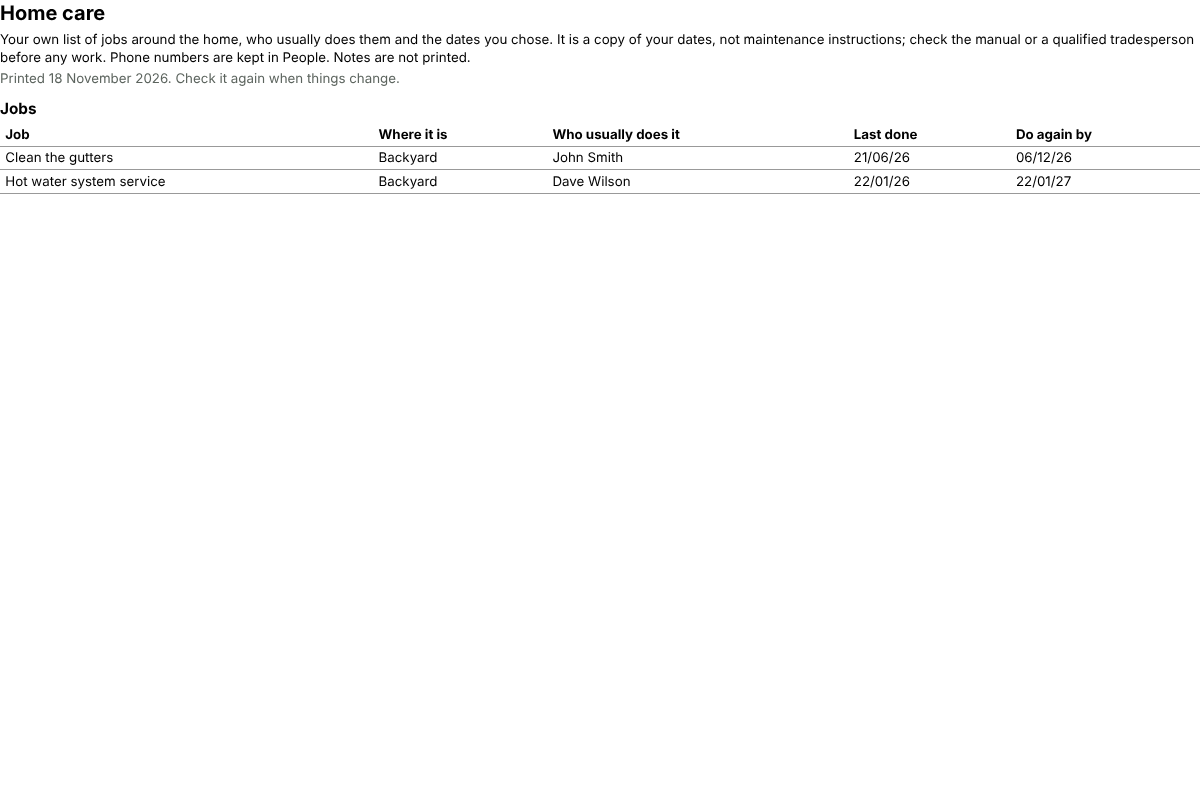 Home care
Your own list of jobs around the home, who usually does them and the dates you chose. It is a copy of your dates, not maintenance instructions; check the manual or a qualified tradesperson
before any work. Phone numbers are kept in People. Notes are not printed.
Printed 18 November 2026. Check it again when things change.
Jobs
Job Where it is Who usually does it Last done Do again by
Clean the gutters Backyard John Smith 21/06/26 06/12/26
Hot water system service Backyard Dave Wilson 22/01/26 22/01/27